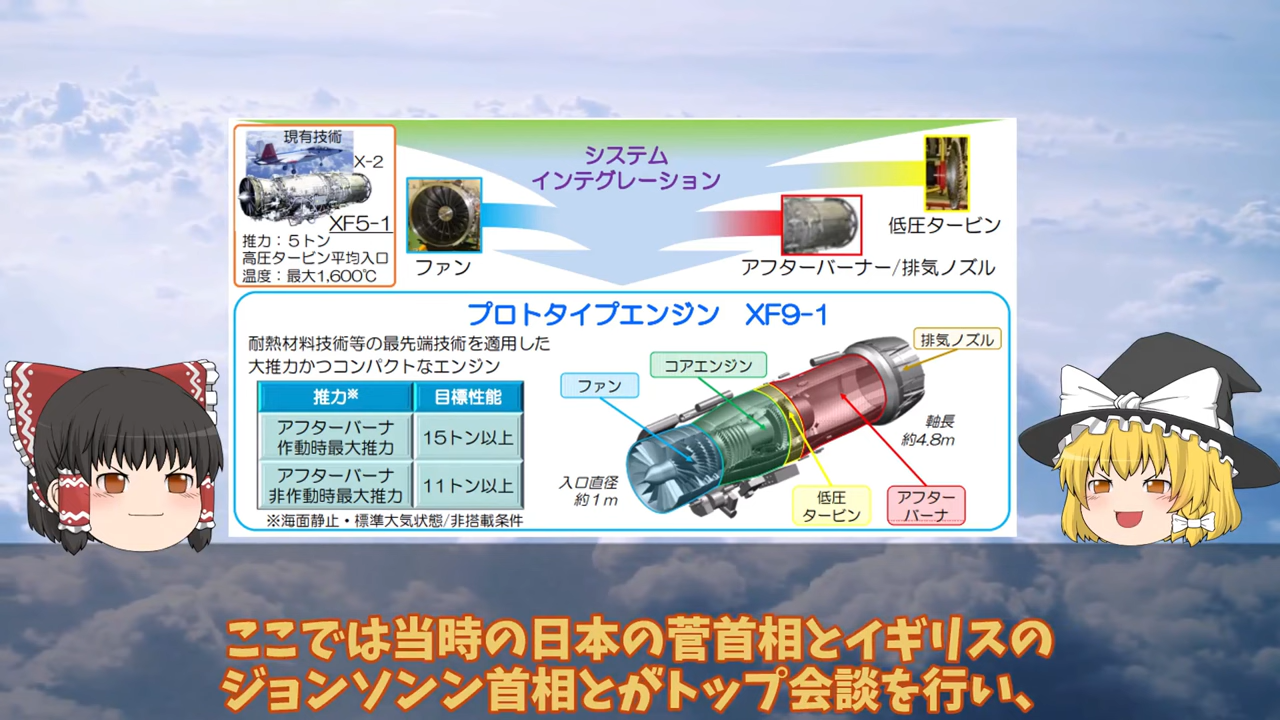 現有技術
X-2
XF5-1
推力:5トン
高圧タービン平均入口
温度:最大1,600℃
ファン
システム
インテグレーション
アフターバーナー/排気ノズル
低圧タービン
プロトタイプエンジン XF9-1
耐熱材料技術等の最先端技術を適用した
大推力かつコンパクトなエンジン
推力※
目標性能
アフターバーナ
作動時最大推力
15トン以上
アフターバーナ
非作動時最大推力
11トン以上
※海面静止・標準大気状態/非搭載条件
ファン
コアエンジン
排気ノズル
入口直径
約1m
軸長
約4.8m
低圧
タービン
アフター
バーナ
ここでは当時の日本の菅首相とイギリスの
ジョンソンン首相とがトップ会談を行い、